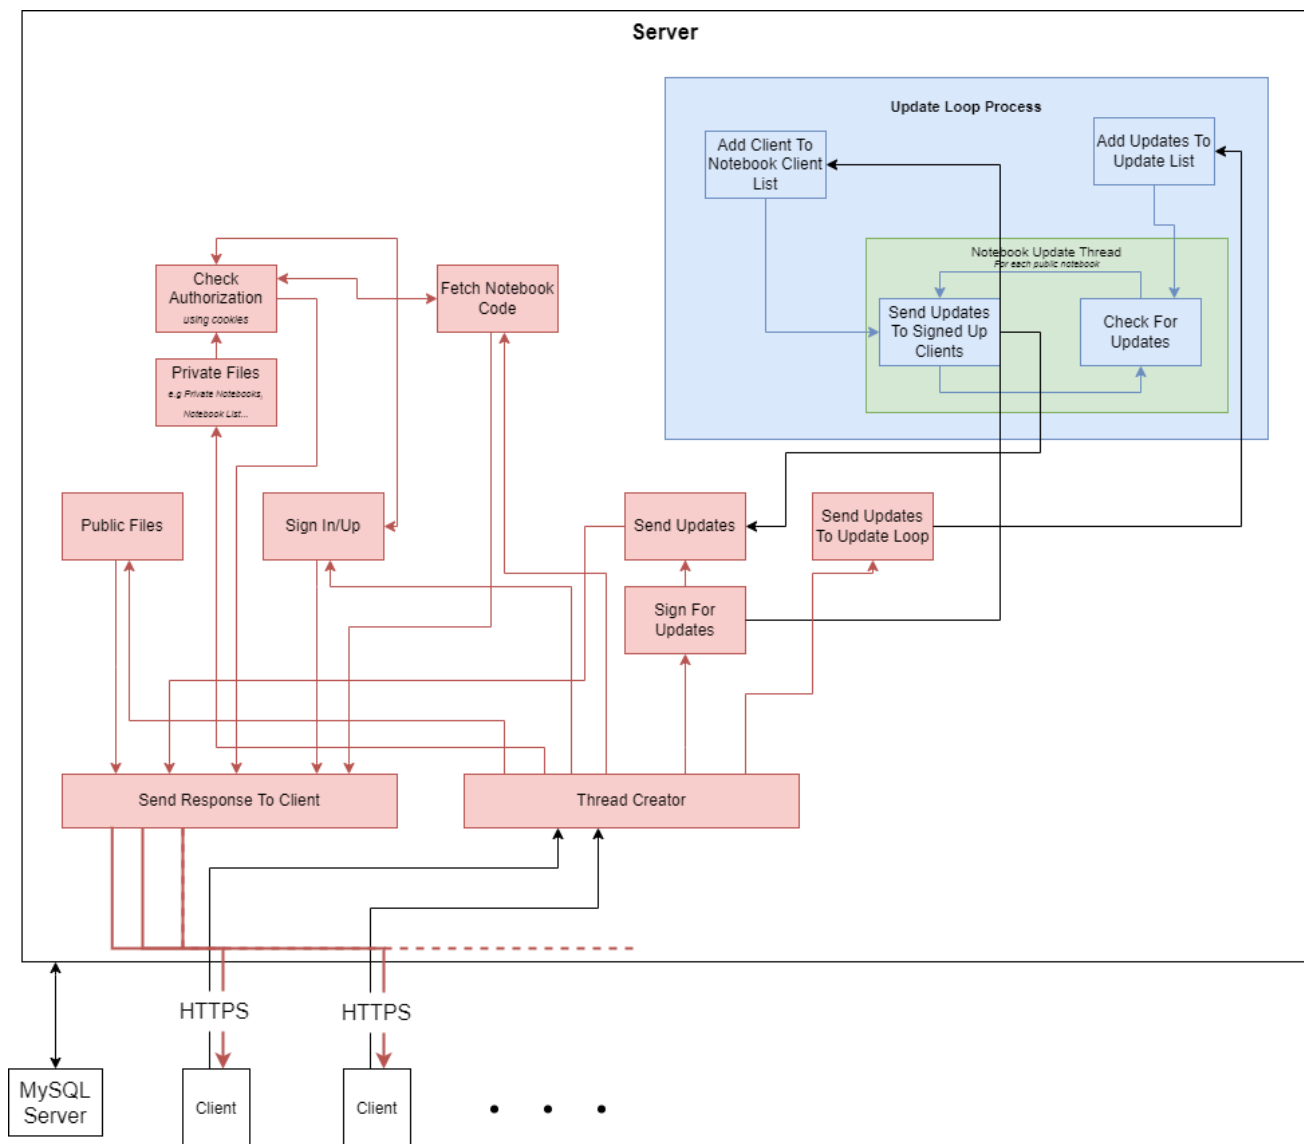 Server
Update Loop Process
Add Client To
Notebook Client
List
Add Updates To
Update List
Notebook Update Thread
For each public notebook
Check
Authorization
using cookies
Fetch Notebook
Code
Send Updates
To Signed Up
Clients
Check For
Updates
Private Files
e.g Private Notebooks,
Notebook List...
Public Files
Sign In/Up
Send Updates
Send Updates
To Update Loop
Sign For
Updates
Send Response To Client
Thread Creator
HTTPS
HTTPS
MySQL
Server
Client
Client